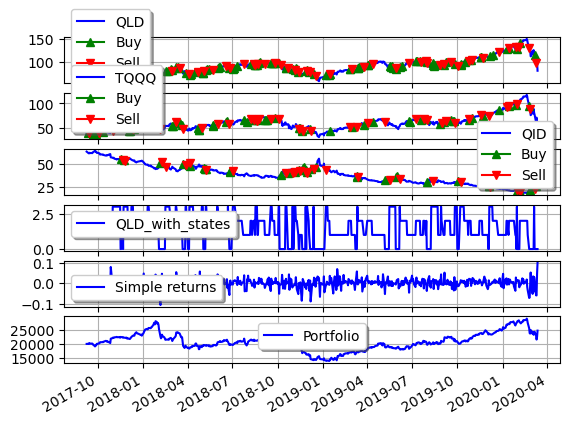 QLD
Buy
Sell
150
100
TQQQ
Buy
Sell
100
50
QID
Buy
Sell
50
25
QLD_with_states
2.5
0.0
Simple returns
0.1
-0.1
Portfolio
25000
20000
15000
2017-10
2018-01
2018-04
2018-07
2018-10
2019-01
2019-04
2019-07
2019-10
2020-01
2020-04